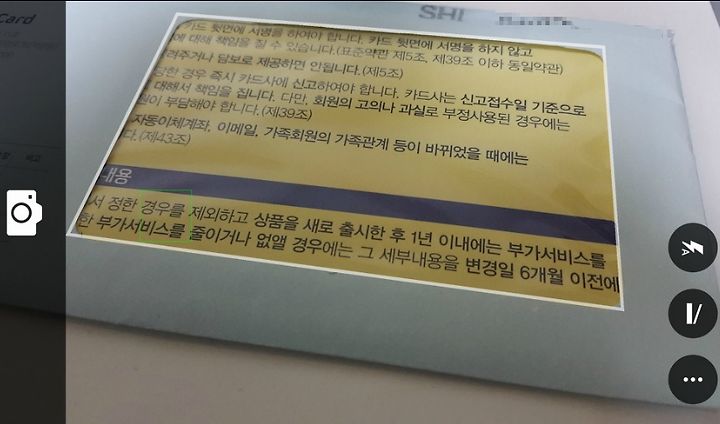 SHI
Card
카드 뒷면에 서명을 하여야 합니다. 카드 뒷면에 서명을 하지 않고
에 대해 책임을 질 수 있습니다.(표준약관 제5조, 제39조 이하 동일약관)
려주거나 담보로 제공하면 안됩니다.(제5조)
당한 경우 즉시 카드사에 신고하여야 합니다. 카드사는 신고접수일 기준으로
대해서 책임을 집니다. 다만, 회원의 고의나 과실로 부정사용된 경우에는
원이 부담해야 합니다.(제39조)
자동이체계좌, 이메일, 가족회원의 가족관계 등이 바뀌었을 때에는
다.(제43조)
내용
서 정한 경우를 제외하고 상품을 새로 출시한 후 1년 이내에는 부가서비스를
한 부가서비스를 줄이거나 없앨 경우에는 그 세부내용을 변경일 6개월 이전에